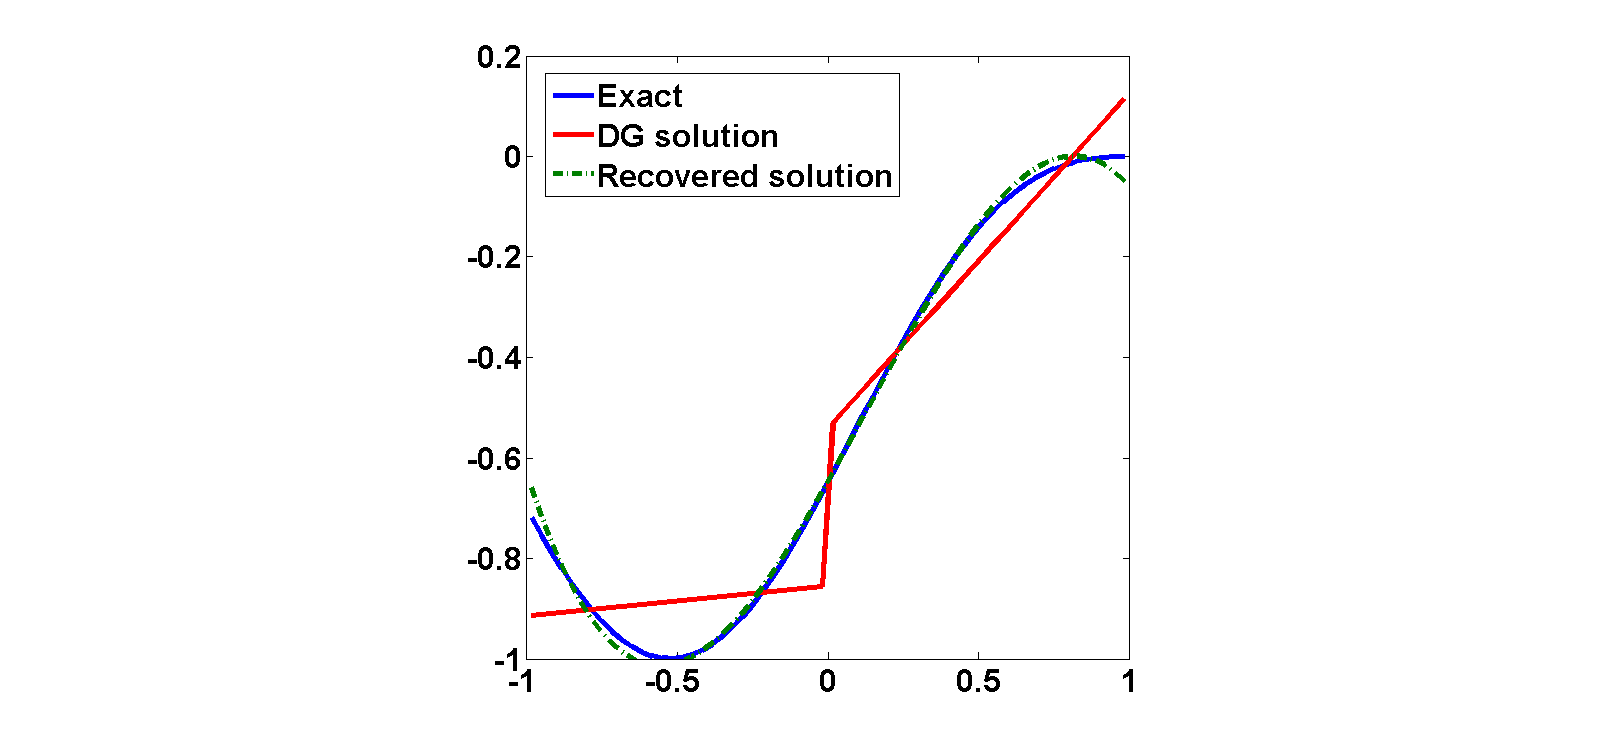 0.2
Exact
DG solution
Recovered solution
0
-0.2
-0.4
-0.6
-0.8
-1
-1 -0.5 0 0.5 1